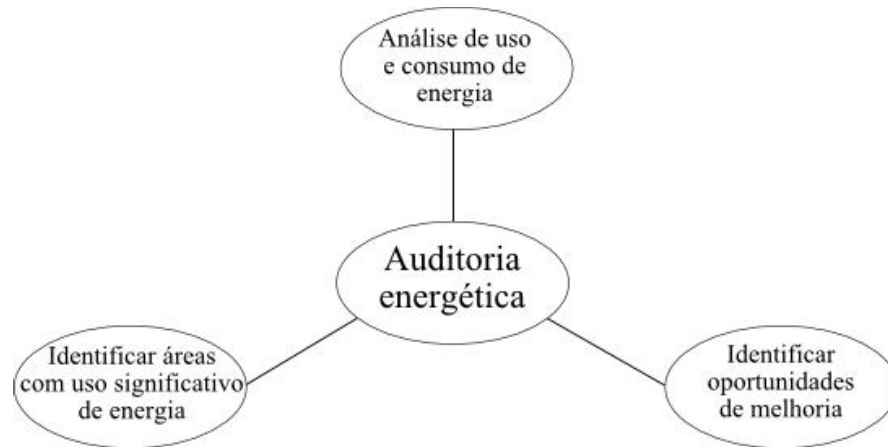 Análise de uso
e consumo de
energia
Auditoria
energética
Identificar áreas
com uso significativo
de energia
Identificar
oportunidades
de melhoria